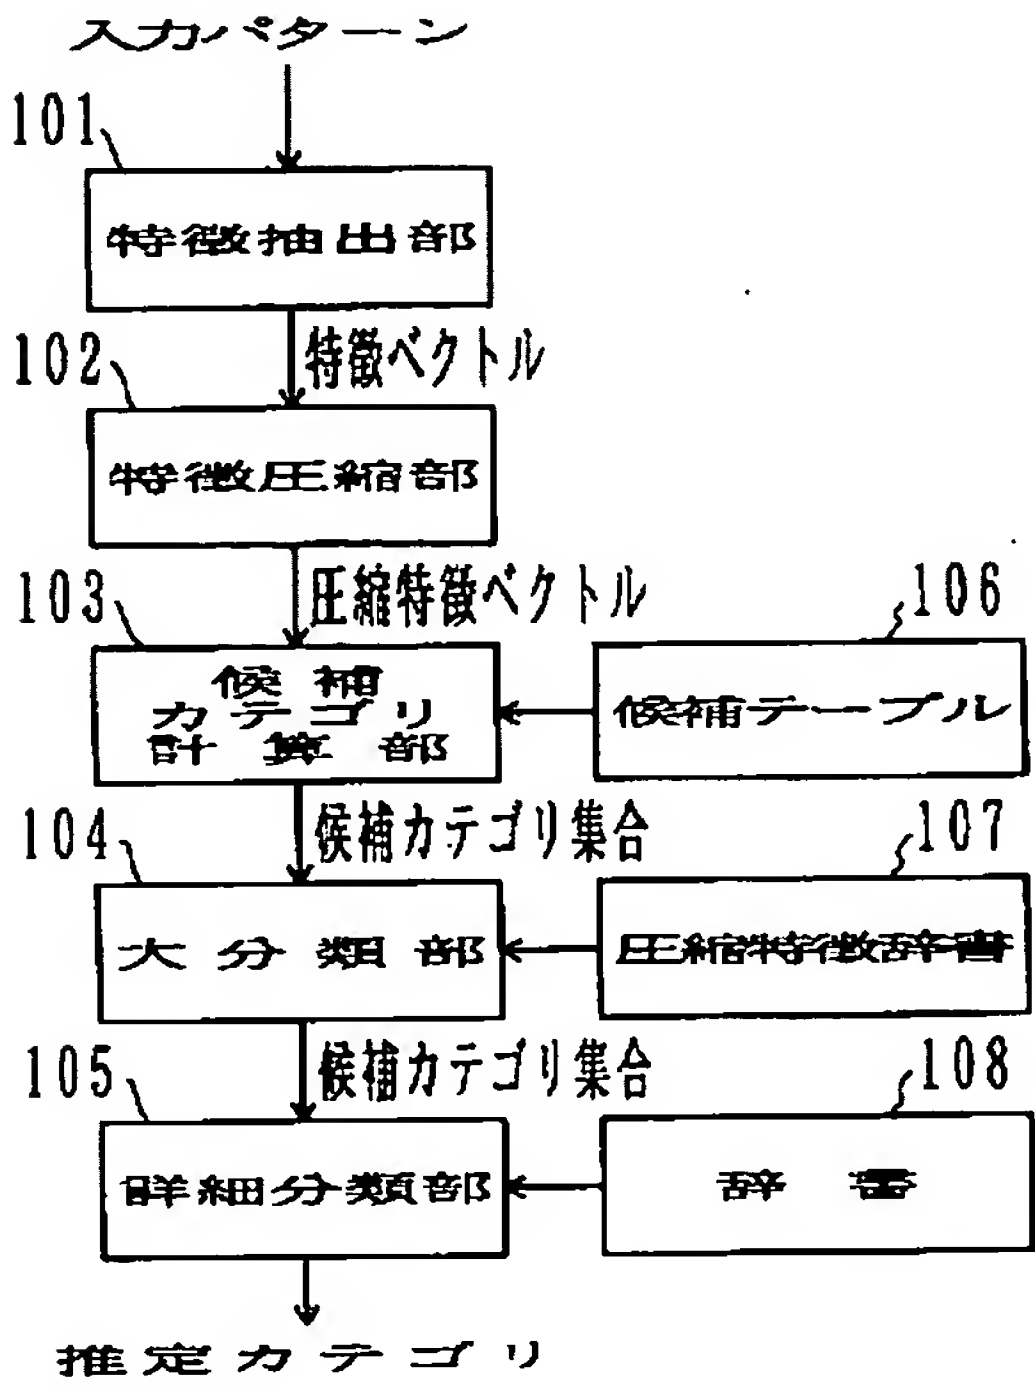 入力パターン
101
特徴抽出部
102
特徴ベクトル
特徴圧縮部
103
圧縮特徴ベクトル
106
候補
カテゴリ
計算部
候補テーブル
104
候補カテゴリ集合
107
大分類部
圧縮特徴辞書
105
候補カテゴリ集合
108
詳細分類部
辞書
推定カテゴリ